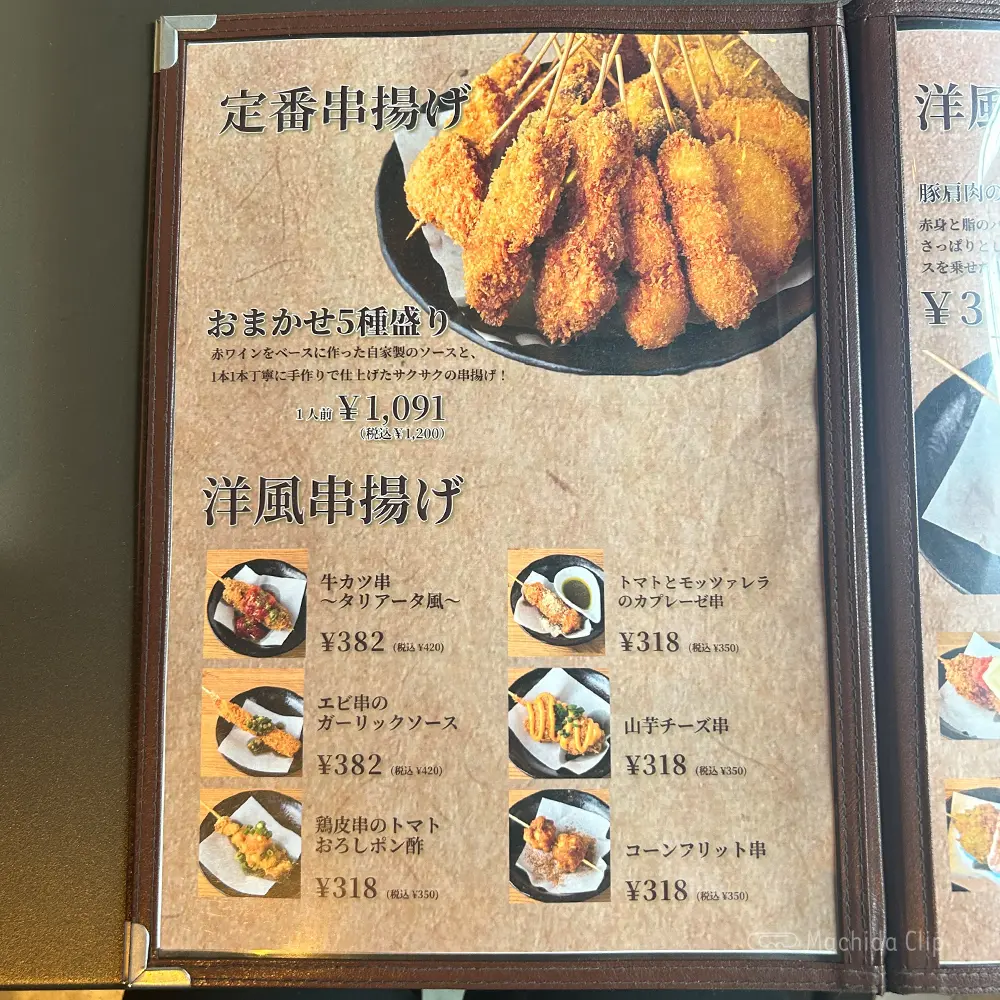 定番串揚げ
おまかせ5種盛り
赤ワインをベースに作った自家製のソースと、
1本1本丁寧に手作りで仕上げたサクサクの串揚げ！
1人前 ¥1,091
(税込 ¥1,200)
洋風串揚げ
牛カツ串
〜タリアータ風〜
¥382 (税込 ¥420)
エビ串の
ガーリックソース
¥382 (税込 ¥420)
鶏皮串のトマト
おろしポン酢
¥318 (税込 ¥350)
トマトとモッツァレラ
のカプレーゼ串
¥318 (税込 ¥350)
山芋チーズ串
¥318 (税込 ¥350)
コーンフリット串
¥318 (税込 ¥350)
洋風
豚肩肉の
赤身と脂の
さっぱりと
スを乗せた
¥3
Machida Clip